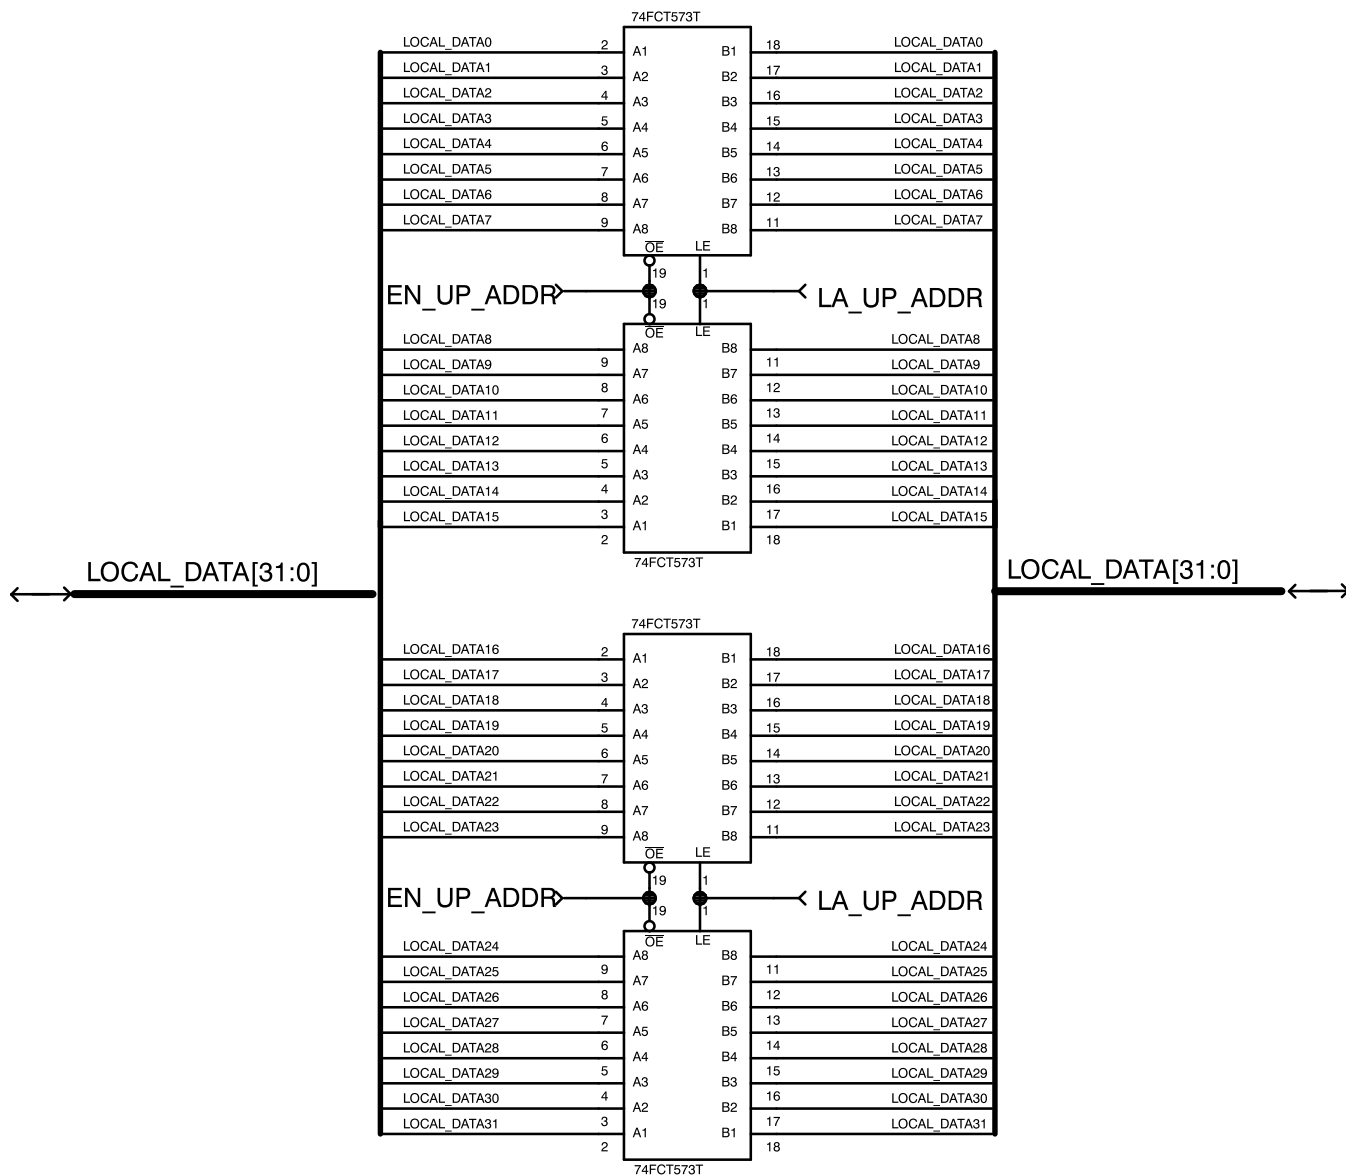 74FCT573T
LOCAL_DATA0 2 A1 B1 18 LOCAL_DATA0
LOCAL_DATA1 3 A2 B2 17 LOCAL_DATA1
LOCAL_DATA2 4 A3 B3 16 LOCAL_DATA2
LOCAL_DATA3 5 A4 B4 15 LOCAL_DATA3
LOCAL_DATA4 6 A5 B5 14 LOCAL_DATA4
LOCAL_DATA5 7 A6 B6 13 LOCAL_DATA5
LOCAL_DATA6 8 A7 B7 12 LOCAL_DATA6
LOCAL_DATA7 9 A8 B8 11 LOCAL_DATA7
OE LE
19 1
EN_UP_ADDR LA_UP_ADDR
19 1
OE LE
LOCAL_DATA8 A8 B8 LOCAL_DATA8
LOCAL_DATA9 9 A7 B7 11 LOCAL_DATA9
LOCAL_DATA10 8 A6 B6 12 LOCAL_DATA10
LOCAL_DATA11 7 A5 B5 13 LOCAL_DATA11
LOCAL_DATA12 6 A4 B4 14 LOCAL_DATA12
LOCAL_DATA13 5 A3 B3 15 LOCAL_DATA13
LOCAL_DATA14 4 A2 B2 16 LOCAL_DATA14
LOCAL_DATA15 3 A1 B1 17 LOCAL_DATA15
2 18
74FCT573T
LOCAL_DATA[31:0] LOCAL_DATA[31:0]
74FCT573T
LOCAL_DATA16 2 A1 B1 18 LOCAL_DATA16
LOCAL_DATA17 3 A2 B2 17 LOCAL_DATA17
LOCAL_DATA18 4 A3 B3 16 LOCAL_DATA18
LOCAL_DATA19 5 A4 B4 15 LOCAL_DATA19
LOCAL_DATA20 6 A5 B5 14 LOCAL_DATA20
LOCAL_DATA21 7 A6 B6 13 LOCAL_DATA21
LOCAL_DATA22 8 A7 B7 12 LOCAL_DATA22
LOCAL_DATA23 9 A8 B8 11 LOCAL_DATA23
OE LE
19 1
EN_UP_ADDR LA_UP_ADDR
19 1
OE LE
LOCAL_DATA24 A8 B8 LOCAL_DATA24
LOCAL_DATA25 9 A7 B7 11 LOCAL_DATA25
LOCAL_DATA26 8 A6 B6 12 LOCAL_DATA26
LOCAL_DATA27 7 A5 B5 13 LOCAL_DATA27
LOCAL_DATA28 6 A4 B4 14 LOCAL_DATA28
LOCAL_DATA29 5 A3 B3 15 LOCAL_DATA29
LOCAL_DATA30 4 A2 B2 16 LOCAL_DATA30
LOCAL_DATA31 3 A1 B1 17 LOCAL_DATA31
2 18
74FCT573T